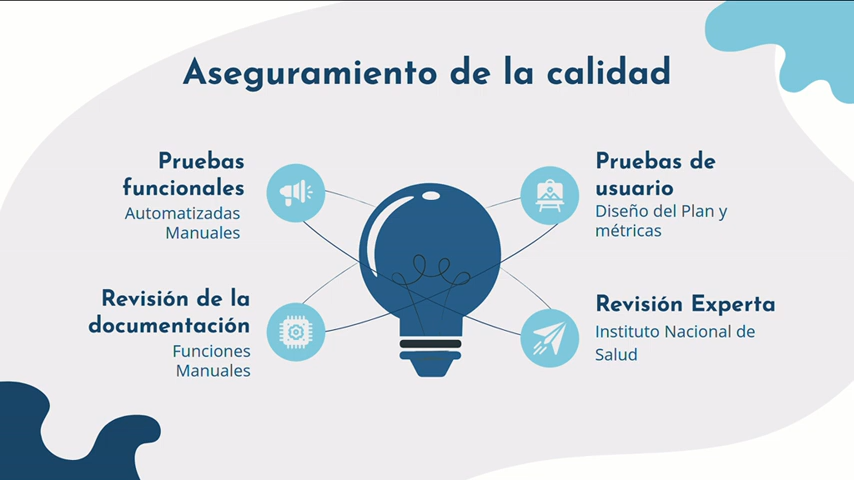 Aseguramiento de la calidad
Pruebas
funcionales
Automatizadas
Manuales
Pruebas de
usuario
Diseño del Plan y
métricas
Revisión de la
documentación
Funciones
Manuales
Revisión Experta
Instituto Nacional de
Salud